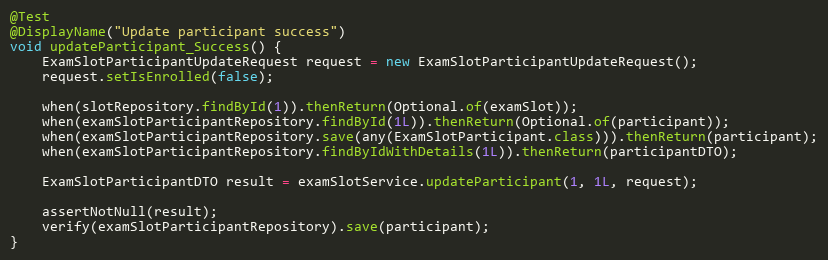 @Test
@DisplayName("Update participant success")
void updateParticipant_Success() {
    ExamSlotParticipantUpdateRequest request = new ExamSlotParticipantUpdateRequest();
    request.setIsEnrolled(false);

    when(slotRepository.findById(1)).thenReturn(Optional.of(examSlot));
    when(examSlotParticipantRepository.findById(1L)).thenReturn(Optional.of(participant));
    when(examSlotParticipantRepository.save(any(ExamSlotParticipant.class))).thenReturn(participant);
    when(examSlotParticipantRepository.findByIdWithDetails(1L)).thenReturn(participantDTO);

    ExamSlotParticipantDTO result = examSlotService.updateParticipant(1, 1L, request);

    assertNotNull(result);
    verify(examSlotParticipantRepository).save(participant);
}